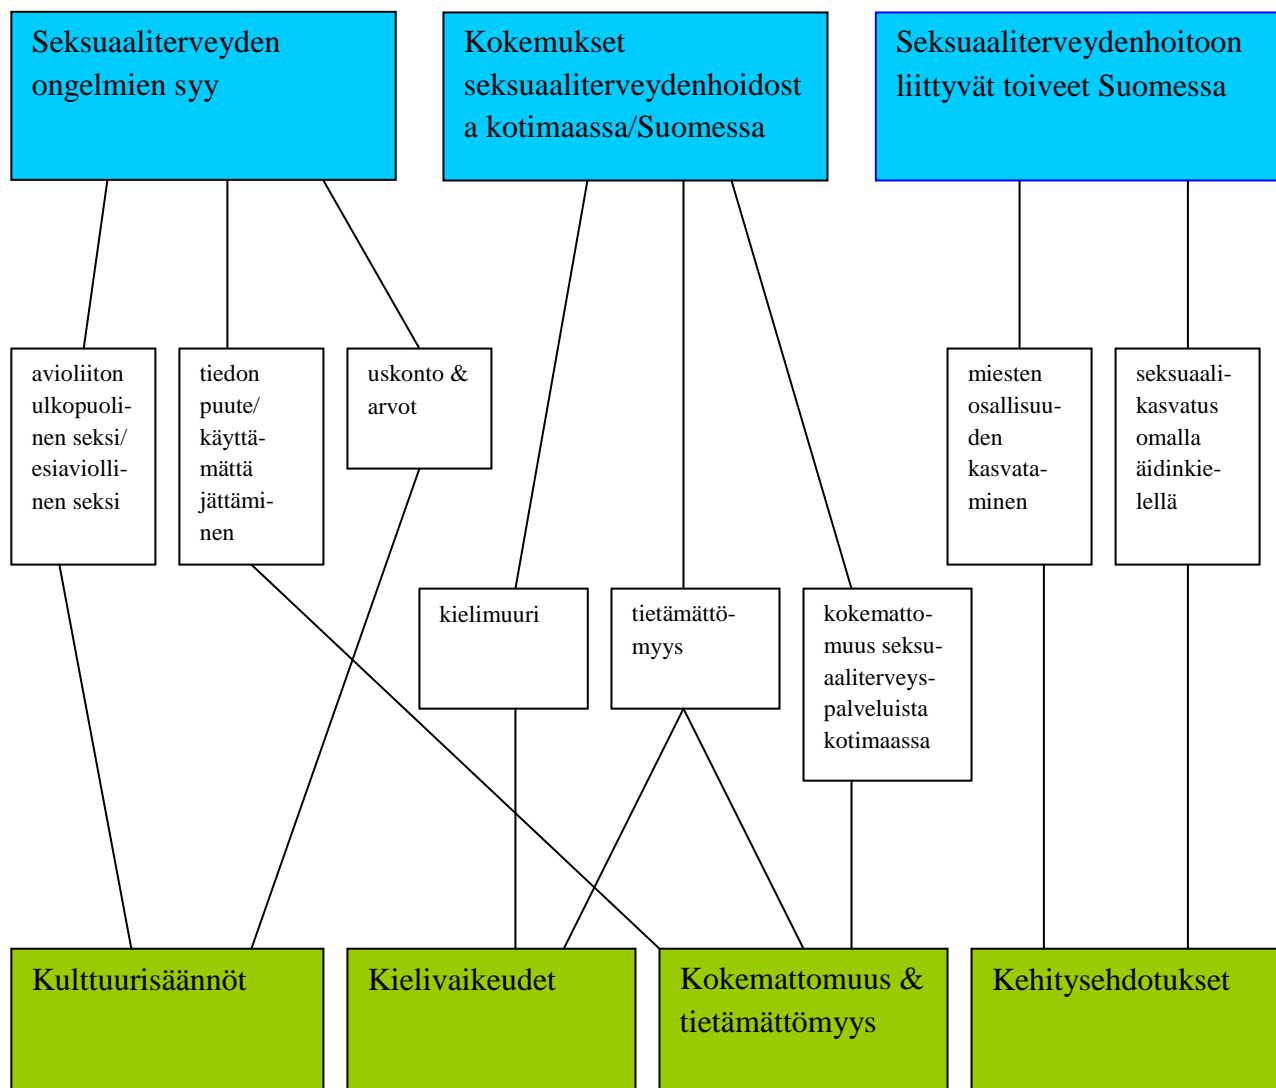 Seksuaaliterveyden
ongelmien syy
Kokemukset
seksuaaliterveydenhoidost
a kotimaassa/Suomessa
Seksuaaliterveydenhoitoon
liittyvät toiveet Suomessa
avioliiton
ulkopuoli-
nen seksi/
esiaviolli-
nen seksi
tiedon
puute/
käyttä-
mättä
jättämi-
nen
uskonto &
arvot
miesten
osallisuu-
den
kasvata-
minen
seksuaali-
kasvatus
omalla
äidinkie-
lellä
kielimuuri
tietämättö-
myys
kokematto-
muus seksu-
aaliterveys-
palveluista
kotimaassa
Kulttuurisäännöt
Kielivaikeudet
Kokemattomuus &
tietämättömyys
Kehitysehdotukset